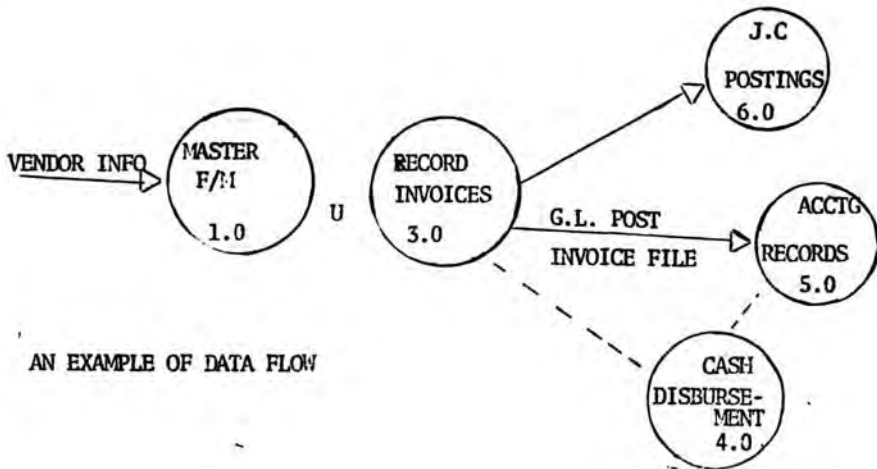 VENDOR INFO
MASTER
F/M
1.0
U
RECORD
INVOICES
3.0
J.C
POSTINGS
6.0
G.L. POST
INVOICE FILE
ACCTG
RECORDS
5.0
CASH
DISBURSE-
MENT
4.0
AN EXAMPLE OF DATA FLOW